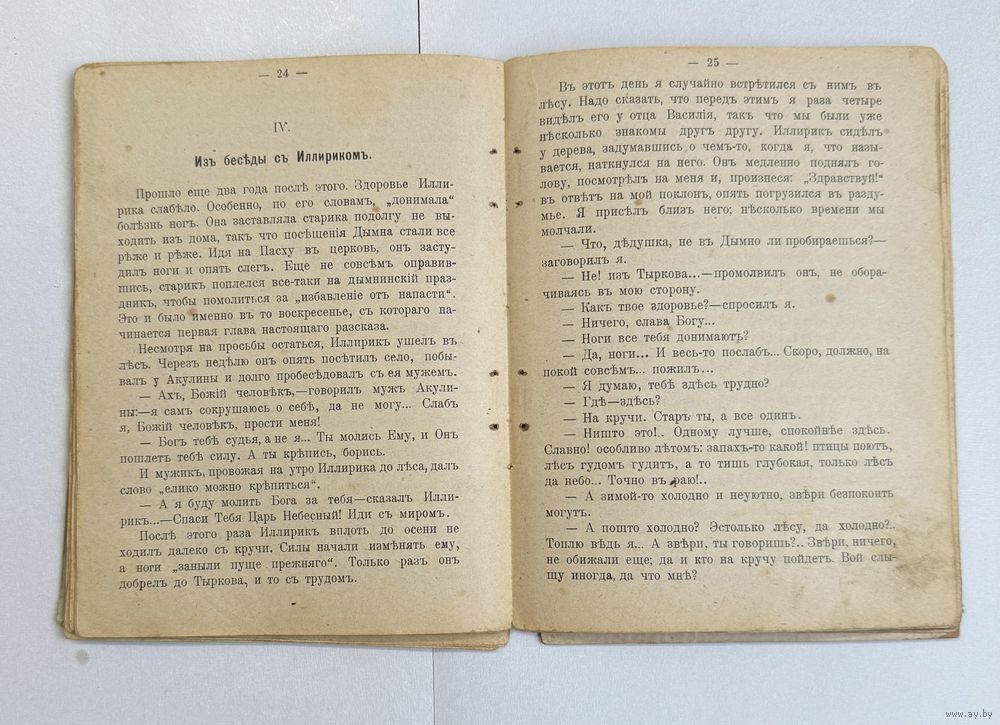 — 24 —
IV.
Изъ бесѣды съ Иллирикомъ.
Прошло еще два года послѣ этого. Здоровье Илли-
рика слабѣло. Особенно, по его словамъ, „донимала“
болѣзнь ногъ. Она заставляла старика подолгу не вы-
ходить изъ дома, такъ что посѣщенія Дымна стали все
рѣже и рѣже. Идя на Пасху въ церковь, онъ засту-
дилъ ноги и опять слегъ. Еще не совсѣмъ оправив-
шись, старикъ поплелся все-таки на дымнинскій праз-
дникъ, чтобы помолиться за „избавленіе отъ напасти“.
Это и было именно въ то воскресенье, съ котораго на-
чинается первая глава настоящаго разсказа.
Несмотря на просьбы остаться, Иллирикъ ушелъ въ
лѣсъ. Черезъ недѣлю онъ опять посѣтилъ село, побы-
валъ у Акулины и долго пробесѣдовалъ съ ея мужемъ.
— Ахъ, Божій человѣкъ,—говорилъ мужъ Акули-
ны:—я самъ сокрушаюсь о себѣ, да не могу... Слабъ
я, Божій человѣкъ, прости меня!
— Богъ тебѣ судья, а не я... Ты молись Ему, и Онъ
пошлетъ тебѣ силу. А ты крѣпись, борись.
И мужикъ, провожая на утро Иллирика до лѣса, далъ
слово „елико можно крѣпиться“.
— А я буду молить Бога за тебя—сказалъ Илли-
рикъ...—Спаси Тебя Царь Небесный! Иди съ миромъ.
Послѣ этого раза Иллирикъ вплоть до осени не
ходилъ далеко съ кручи. Силы начали измѣнять ему,
а ноги „заныли пуще прежняго“. Только разъ онъ
добрелъ до Тыркова, и то съ трудомъ.
— 25 —
Въ этотъ день я случайно встрѣтился съ нимъ въ
лѣсу. Надо сказать, что передъ этимъ я раза четыре
видѣлъ его у отца Василія, такъ что мы были уже
нѣсколько знакомы другъ другу. Иллирикъ сидѣлъ
у дерева, задумавшись о чемъ-то, когда я, что назы-
вается, наткнулся на него. Онъ медленно поднялъ го-
лову, посмотрѣлъ на меня и, произнеся: „Здравствуй!“
въ отвѣтъ на мой поклонъ, опять погрузился въ разду-
мье. Я присѣлъ близъ него; нѣсколько времени мы
молчали.
— Что, дѣдушка, не въ Дымно ли пробираешься?—
заговорилъ я.
— Не! изъ Тыркова...—промолвилъ онъ, не обора-
чиваясь въ мою сторону.
— Какъ твое здоровье?—спросилъ я.
— Ничего, слава Богу...
— Ноги все тебя донимаютъ?
— Да, ноги... И весь-то послабъ... Скоро, должно, на
покой совсѣмъ... пожилъ...
— Я думаю, тебѣ здѣсь трудно?
— Гдѣ—здѣсь?
— На кручи. Старъ ты, а все одинъ.
— Ништо это!.. Одному лучше, спокойнѣе здѣсь.
Славно! особливо лѣтомъ: запахъ-то какой! птицы поютъ,
лѣсъ гудомъ гудитъ, а то тишь глубокая, только лѣсъ
да небо... Точно въ раю!..
— А зимой-то холодно и неуютно, звѣри безпокоить
могутъ.
— А пошто холодно? Эстолько лѣсу, да холодно?..
Топлю вѣдь я... А звѣри, ты говоришь?.. Звѣри, ничего,
не обижали еще; да и кто на кручу пойдетъ. Вой слы-
шу иногда, да что мнѣ?
www.ay.by